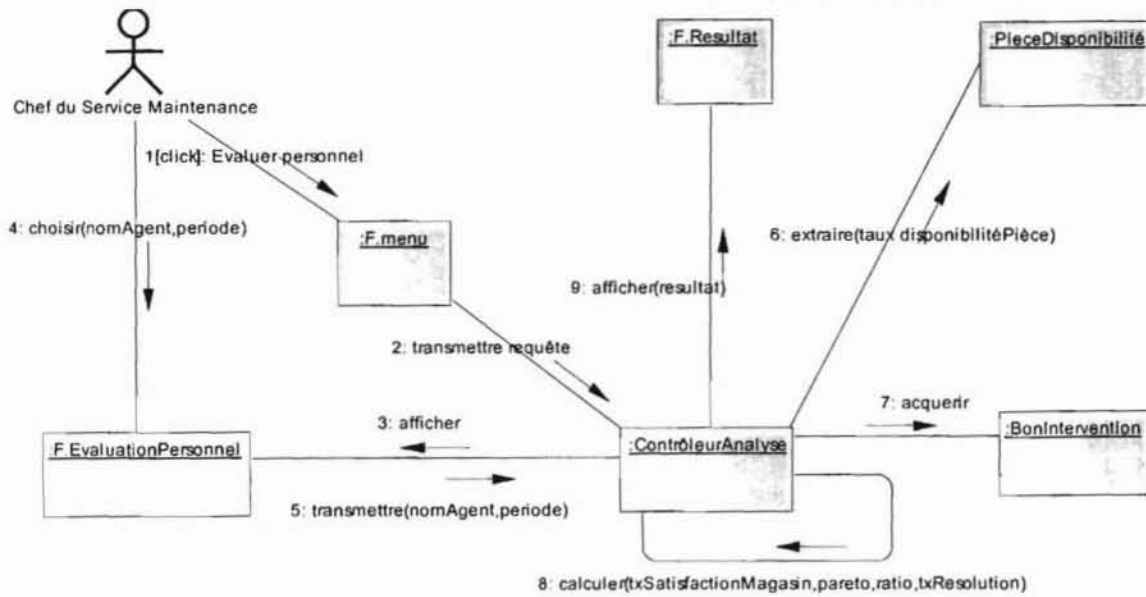 :F.Resultat
:PieceDisponibilité
Chef du Service Maintenance
1[click]: Evaluer personnel
4: choisir(nomAgent,periode)
:F.menu
6: extraire(taux disponibilitéPièce)
9: afficher(resultat)
2: transmettre requête
3: afficher
7: acquerir
:F.EvaluationPersonnel
:ContrôleurAnalyse
:BonIntervention
5: transmettre(nomAgent,periode)
8: calculer(txSatisfactionMagasin,pareto,ratio,txResolution)